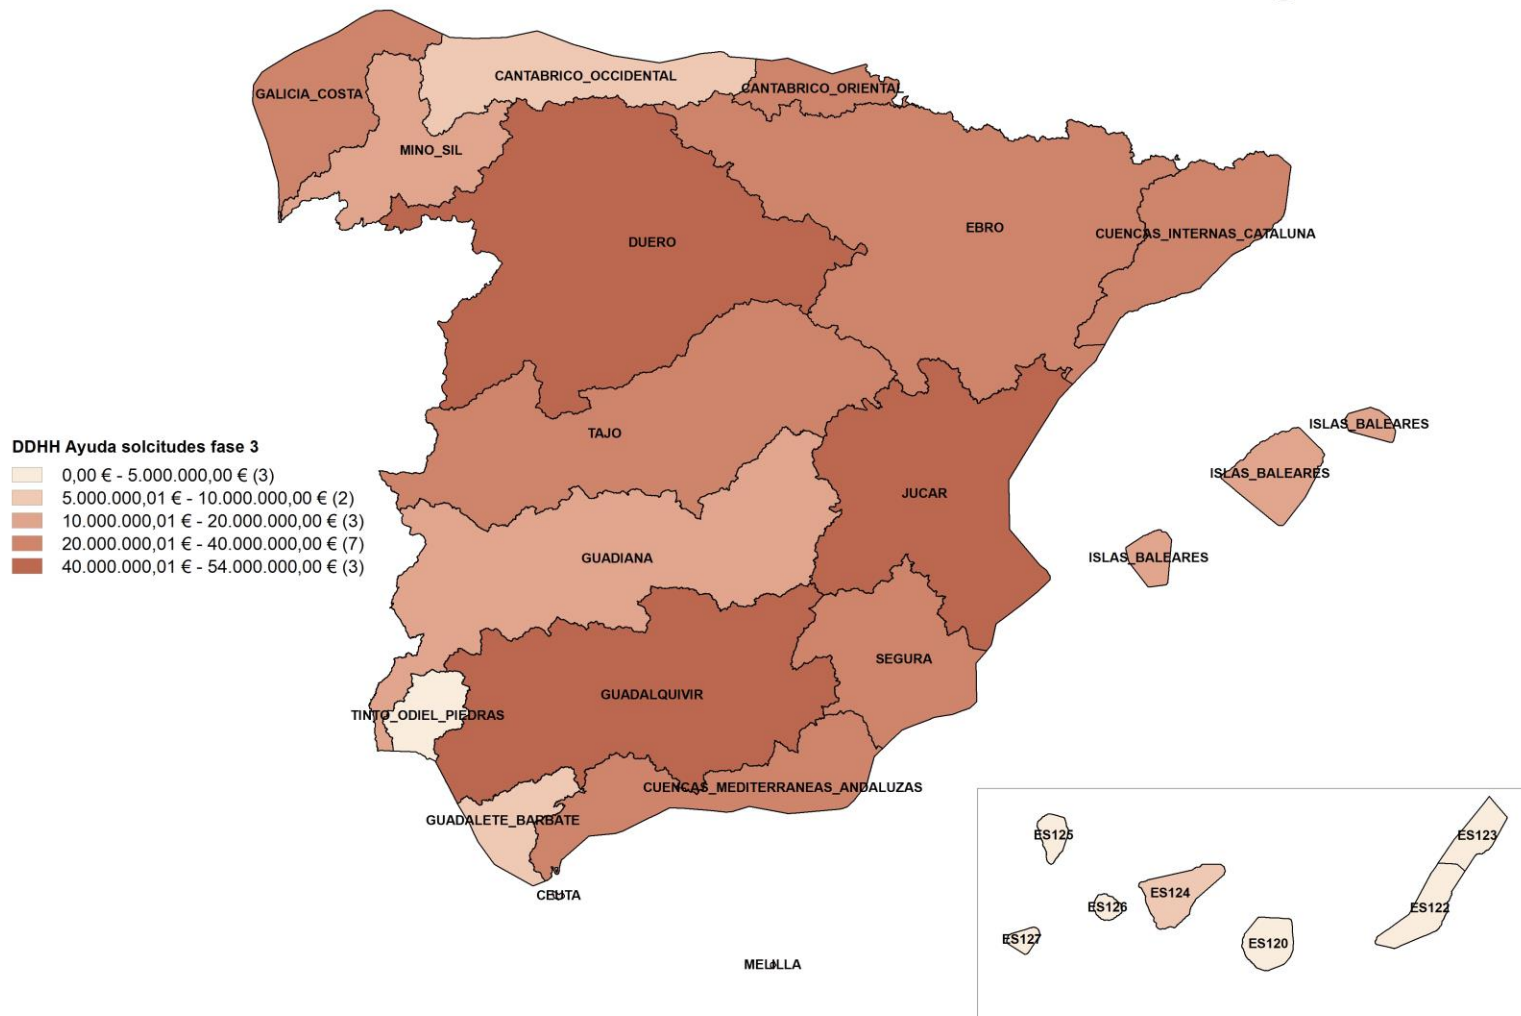 CANTABRICO_OCCIDENTAL
CANTABRICO_ORIENTAL
GALICIA_COSTA
MINO_SIL
EBRO
CUENCAS_INTERNAS_CATALUNA
DUERO
ISLAS_BALEARES
TAJO
DDHH Ayuda solcitudes fase 3
0,00 € - 5.000.000,00 € (3)
5.000.000,01 € - 10.000.000,00 € (2)
10.000.000,01 € - 20.000.000,00 € (3)
20.000.000,01 € - 40.000.000,00 € (7)
40.000.000,01 € - 54.000.000,00 € (3)
ISLAS_BALEARES
JUCAR
GUADIANA
ISLAS_BALEARES
SEGURA
GUADALQUIVIR
TINTO_ODIEL_PIEDRAS
CUENCAS_MEDITERRANEAS_ANDALUZAS
GUADALETE_BARBATE
CEUTA
MELILLA
ES125
ES123
ES124
ES126
ES122
ES127
ES120